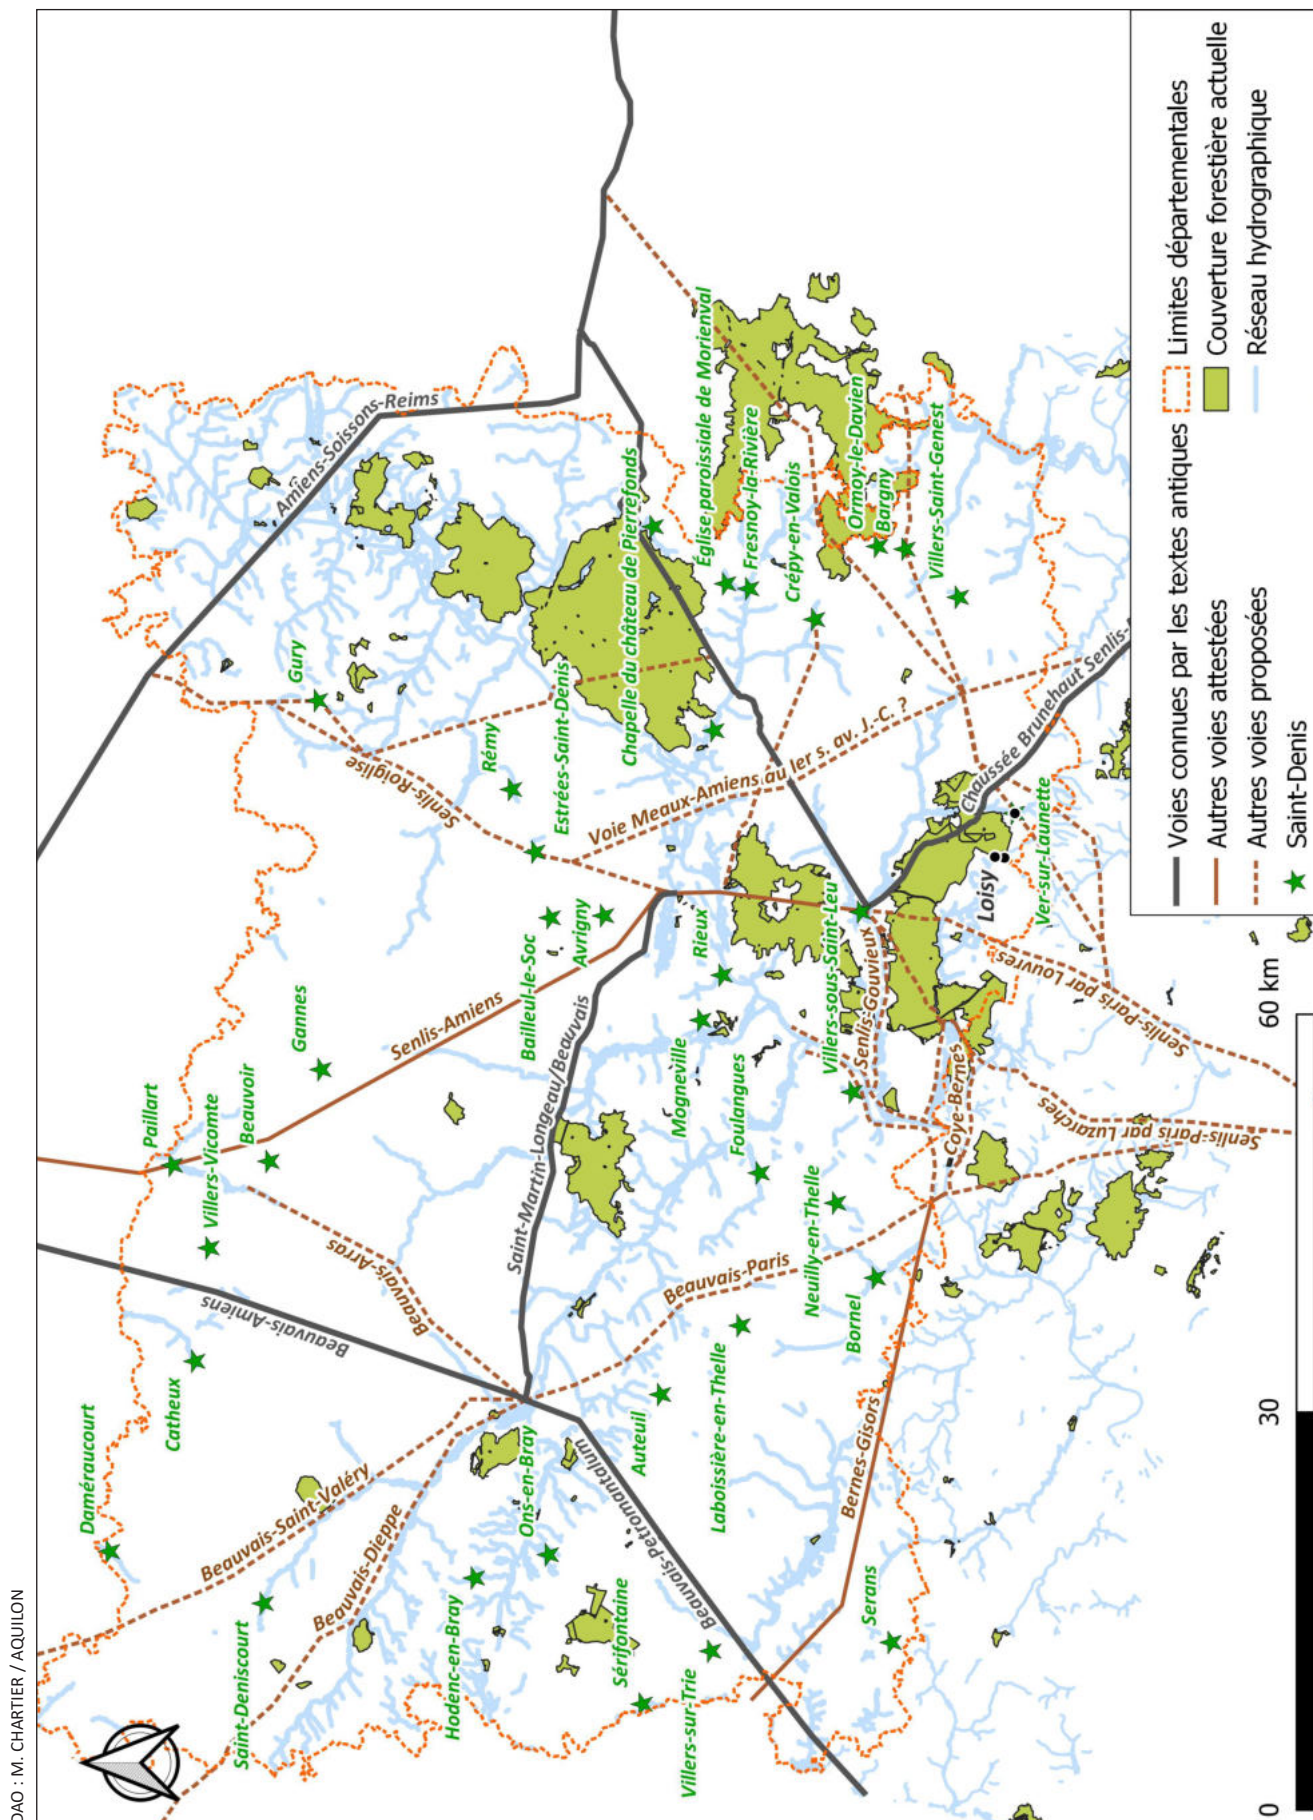 DAO : M. CHARTIER / AQUILON
Daméraucourt
Catheux
Saint-Deniscourt
Hodenc-en-Bray
Ons-en-Bray
Sérifontaine
Villers-sur-Trie
Auteuil
Laboissière-en-Thelle
Serans
Bornel
Neuilly-en-Thelle
Foulangues
Mogneville
Rieux
Villers-sous-Saint-Leu
Paillart
Villers-Vicomte
Beauvoir
Gannes
Bailleul-le-Soc
Avrigny
Estrées-Saint-Denis
Rémy
Gury
Chapelle du château de Pierrefonds
Église paroissiale de Morienval
Fresnoy-la-Rivière
Crépy-en-Valois
Ormoy-le-Davien
Bargny
Villers-Saint-Genest
Ver-sur-Launette
Loisy
Beauvais-Saint-Valéry
Beauvais-Dieppe
Beauvais-Amiens
Beauvais-Arras
Beauvais-Petromantalum
Beauvais-Paris
Bernes-Gisors
Saint-Martin-Longeau/Beauvais
Senlis-Amiens
Senlis-Roiglise
Amiens-Soissons-Reims
Voie Meaux-Amiens au Ier s. av. J.-C. ?
Chaussée Brunehaut Senlis-
Senlis-Gouvieux
Coye-Bernes
Senlis-Paris par Louvres
Senlis-Paris par Luzarches
0
30
60 km
Voies connues par les textes antiques
Autres voies attestées
Autres voies proposées
Saint-Denis
Limites départementales
Couverture forestière actuelle
Réseau hydrographique